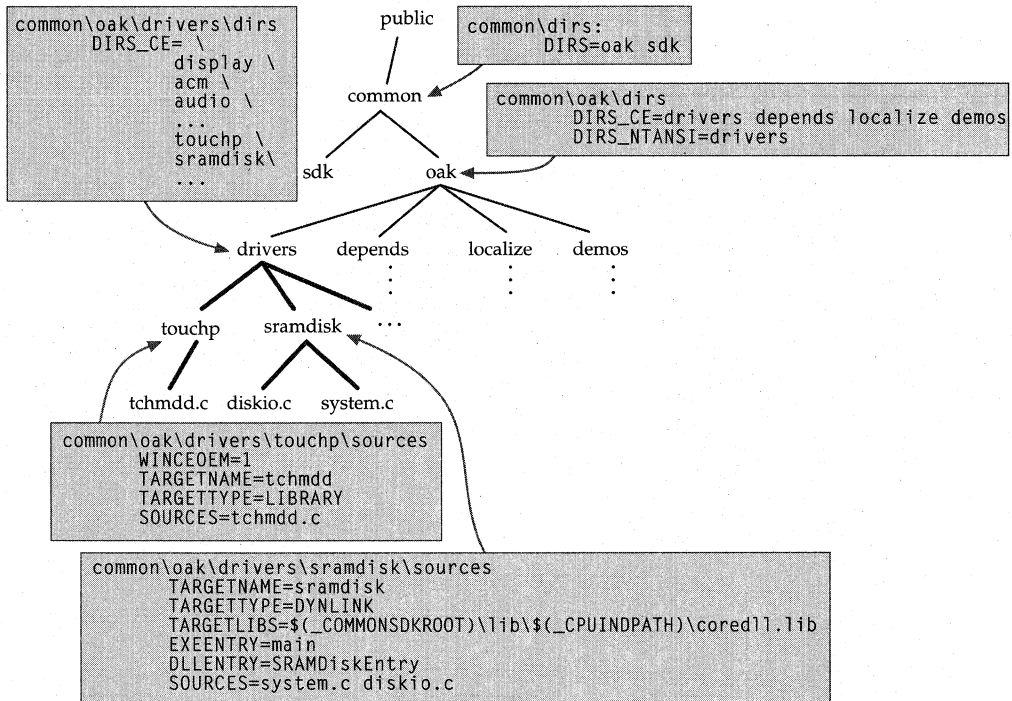 common\oak\drivers\dirs
DIRS_CE= \
display \
acm \
audio \
...
touchp \
sramdisk\
...
public
common\dirs:
DIRS=oak sdk
common
common\oak\dirs
DIRS_CE=drivers depends localize demos
DIRS_NTANSI=drivers
sdk
oak
drivers
depends
localize
demos
touchp
sramdisk
...
tchmdd.c
diskio.c
system.c
common\oak\drivers\touchp\sources
WINCEOEM=1
TARGETNAME=tchmdd
TARGETTYPE=LIBRARY
SOURCES=tchmdd.c
common\oak\drivers\sramdisk\sources
TARGETNAME=sramdisk
TARGETTYPE=DYNLINK
TARGETLIBS=$(_COMMONSDKROOT)\lib\$(_CPUINDPATH)\coredll.lib
EXEENTRY=main
DLLENTRY=SRAMDiskEntry
SOURCES=system.c diskio.c